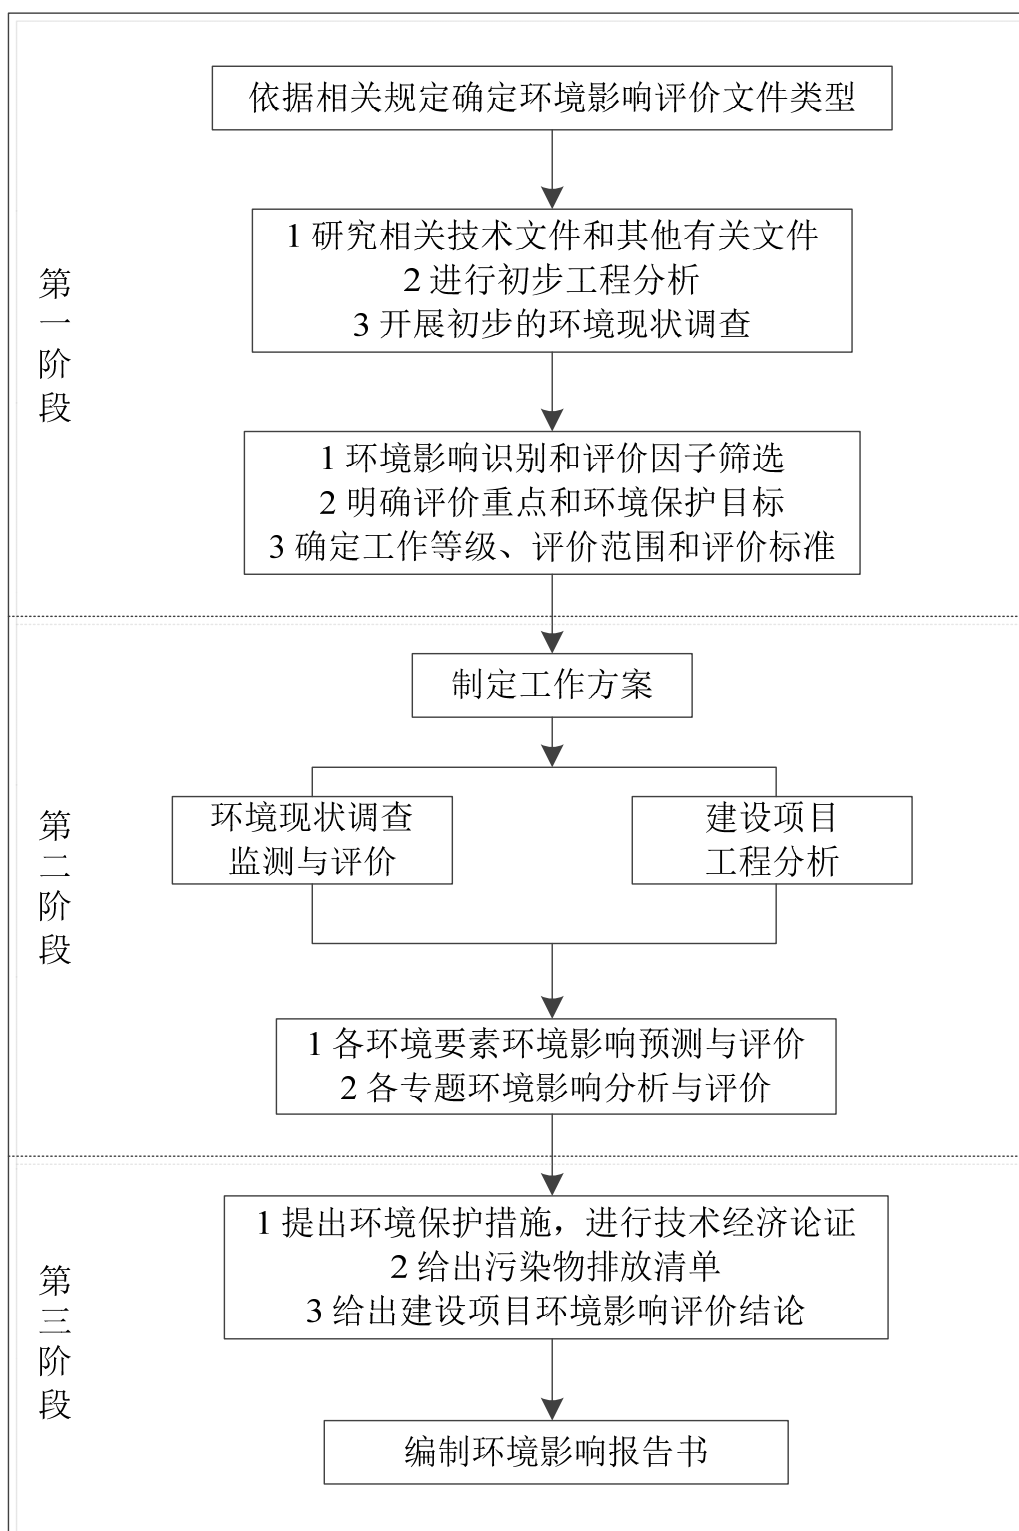 依据相关规定确定环境影响评价文件类型
第一阶段
1 研究相关技术文件和其他有关文件
2 进行初步工程分析
3 开展初步的环境现状调查
1 环境影响识别和评价因子筛选
2 明确评价重点和环境保护目标
3 确定工作等级、评价范围和评价标准
制定工作方案
第二阶段
环境现状调查
监测与评价
建设项目
工程分析
1 各环境要素环境影响预测与评价
2 各专题环境影响分析与评价
第三阶段
1 提出环境保护措施，进行技术经济论证
2 给出污染物排放清单
3 给出建设项目环境影响评价结论
编制环境影响报告书